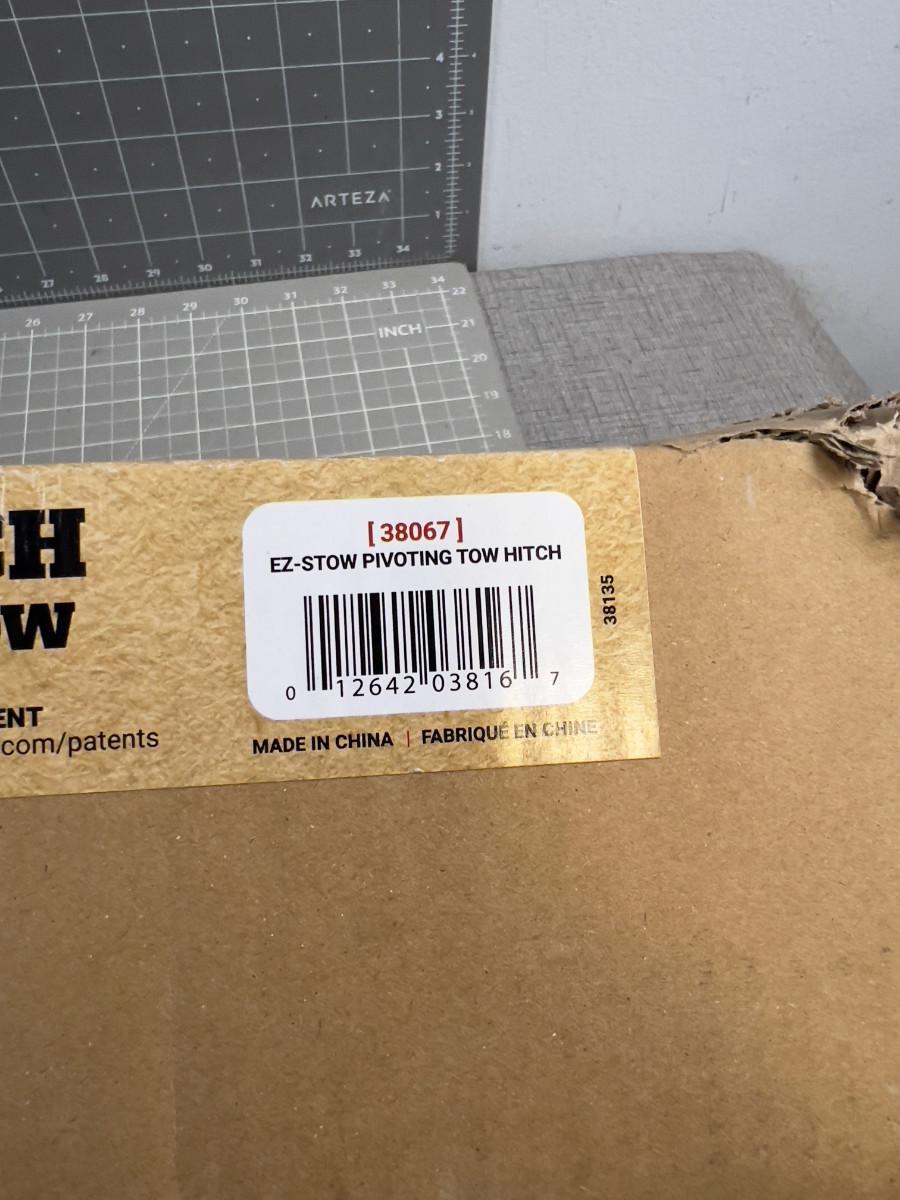 4
3
2
ARTEZA
1
27 28 29 30 31 32 33 34
26 27 28 29 30 31 32 33 34
22
INCH
21
20
19
18
[ 38067 ]
EZ-STOW PIVOTING TOW HITCH
0 12642 03816 7
38135
ENT
.com/patents
MADE IN CHINA | FABRIQUÉ EN CHINE